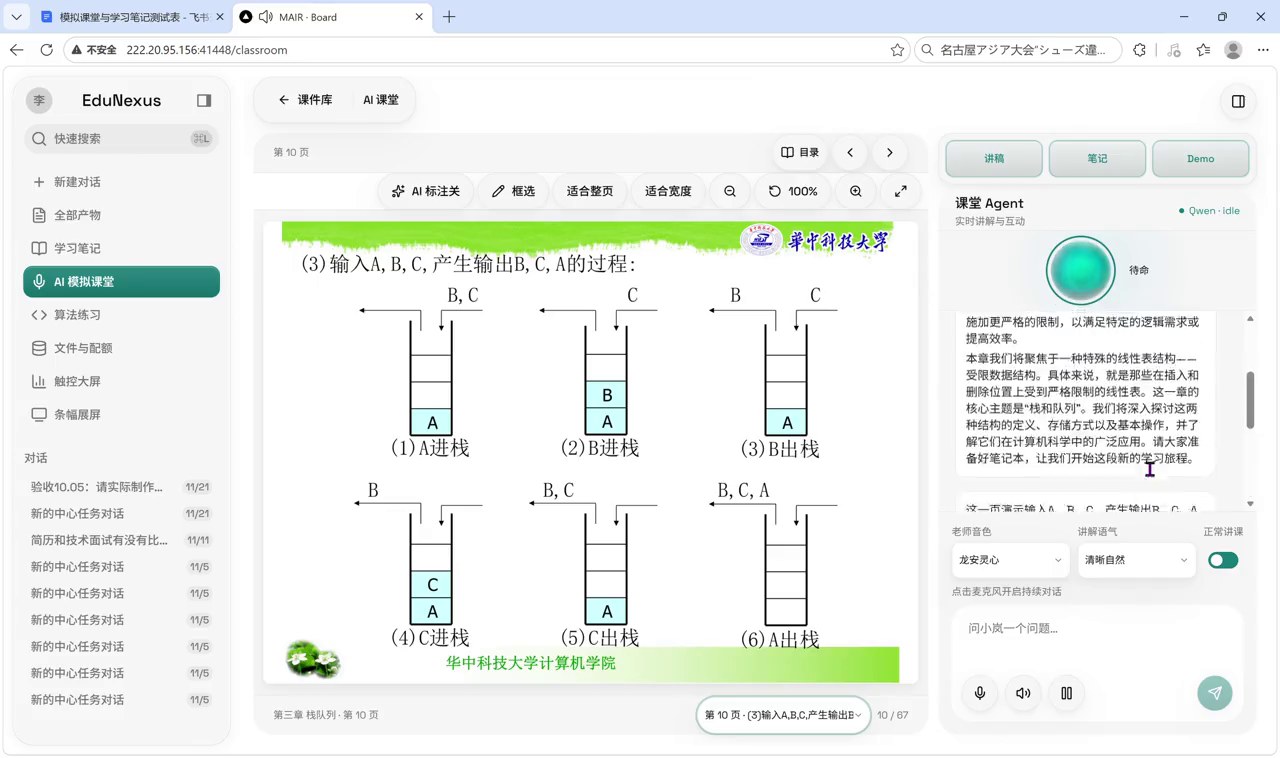 模拟课堂与学习笔记测试表 - 飞书
MAIR · Board
不安全 222.20.95.156:41448/classroom
名古屋アジア大会“シューズ違...
李 EduNexus
快速搜索 ⌘L
新建对话
全部产物
学习笔记
AI 模拟课堂
算法练习
文件与配额
触控大屏
条幅展屏
对话
验收10.05：请实际制作... 11/21
新的中心任务对话 11/21
简历和技术面试有没有比... 11/11
新的中心任务对话 11/5
新的中心任务对话 11/5
新的中心任务对话 11/5
新的中心任务对话 11/5
新的中心任务对话 11/5
新的中心任务对话 11/5
课件库 AI 课堂
第 10 页 目录
AI 标注关 框选 适合整页 适合宽度 100%
华中科技大学
(3)输入A,B,C,产生输出B,C,A的过程:
B,C C B C
A B A A
(1)A进栈 (2)B进栈 (3)B出栈
B B,C B,C,A
C A A
(4)C进栈 (5)C出栈 (6)A出栈
华中科技大学计算机学院
第三章 栈队列 · 第 10 页 第 10 页 · (3)输入A,B,C,产生输出B 10 / 67
讲稿 笔记 Demo
课堂 Agent
实时讲解与互动 Qwen · idle
待命
施加更严格的限制，以满足特定的逻辑需求或
提高效率。
本章我们将聚焦于一种特殊的线性表结构——
受限数据结构。具体来说，就是那些在插入和
删除位置上受到严格限制的线性表。这一章的
核心主题是“栈和队列”。我们将深入探讨这两
种结构的定义、存储方式以及基本操作，并了
解它们在计算机科学中的广泛应用。请大家准
备好笔记本，让我们开始这段新的学习旅程。
这一页演示输入A、B、C，产生输出B、C、A
老师音色 讲解语气 正常讲课
龙安灵心 清晰自然
点击麦克风开启持续对话
问小岚一个问题...